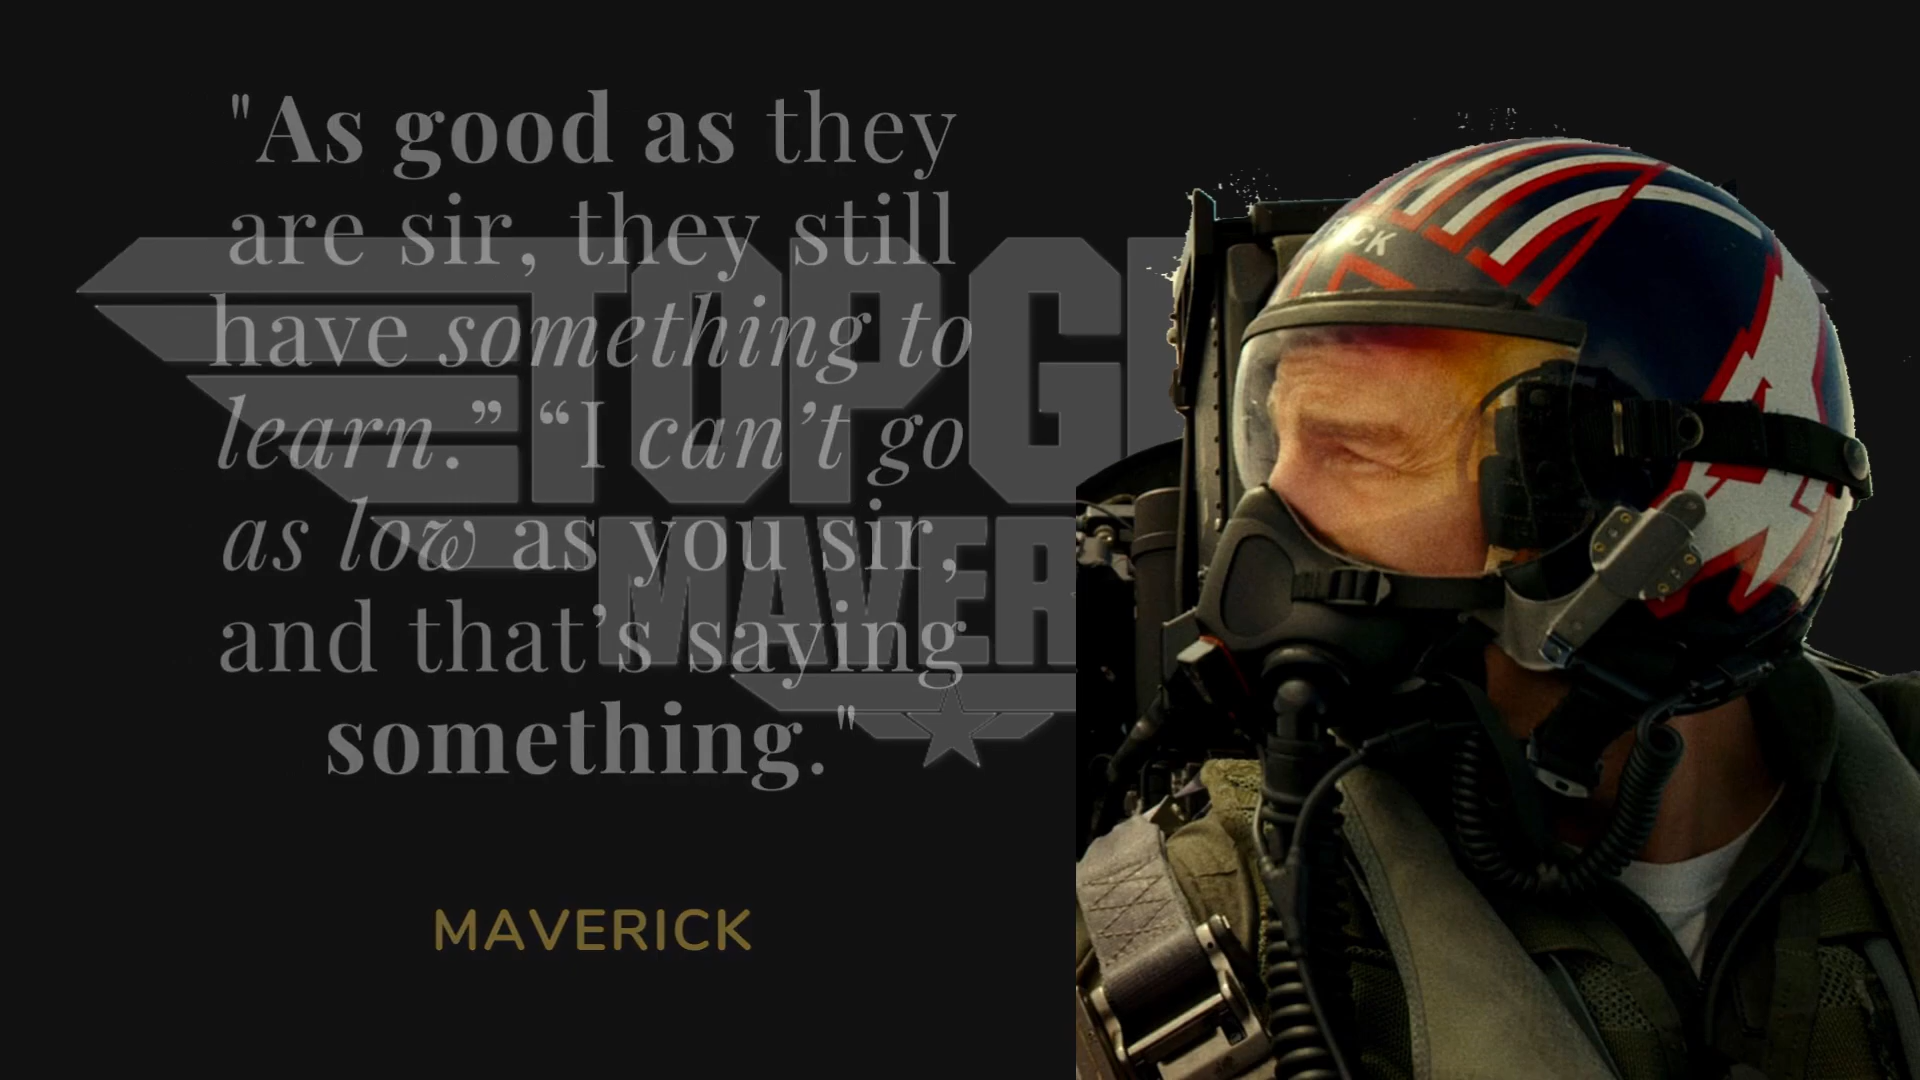 "As good as they
are sir, they still
have something to
learn.” “I can’t go
as low as you sir,
and that’s saying
something."
TOP G
MAVER
MAVERICK